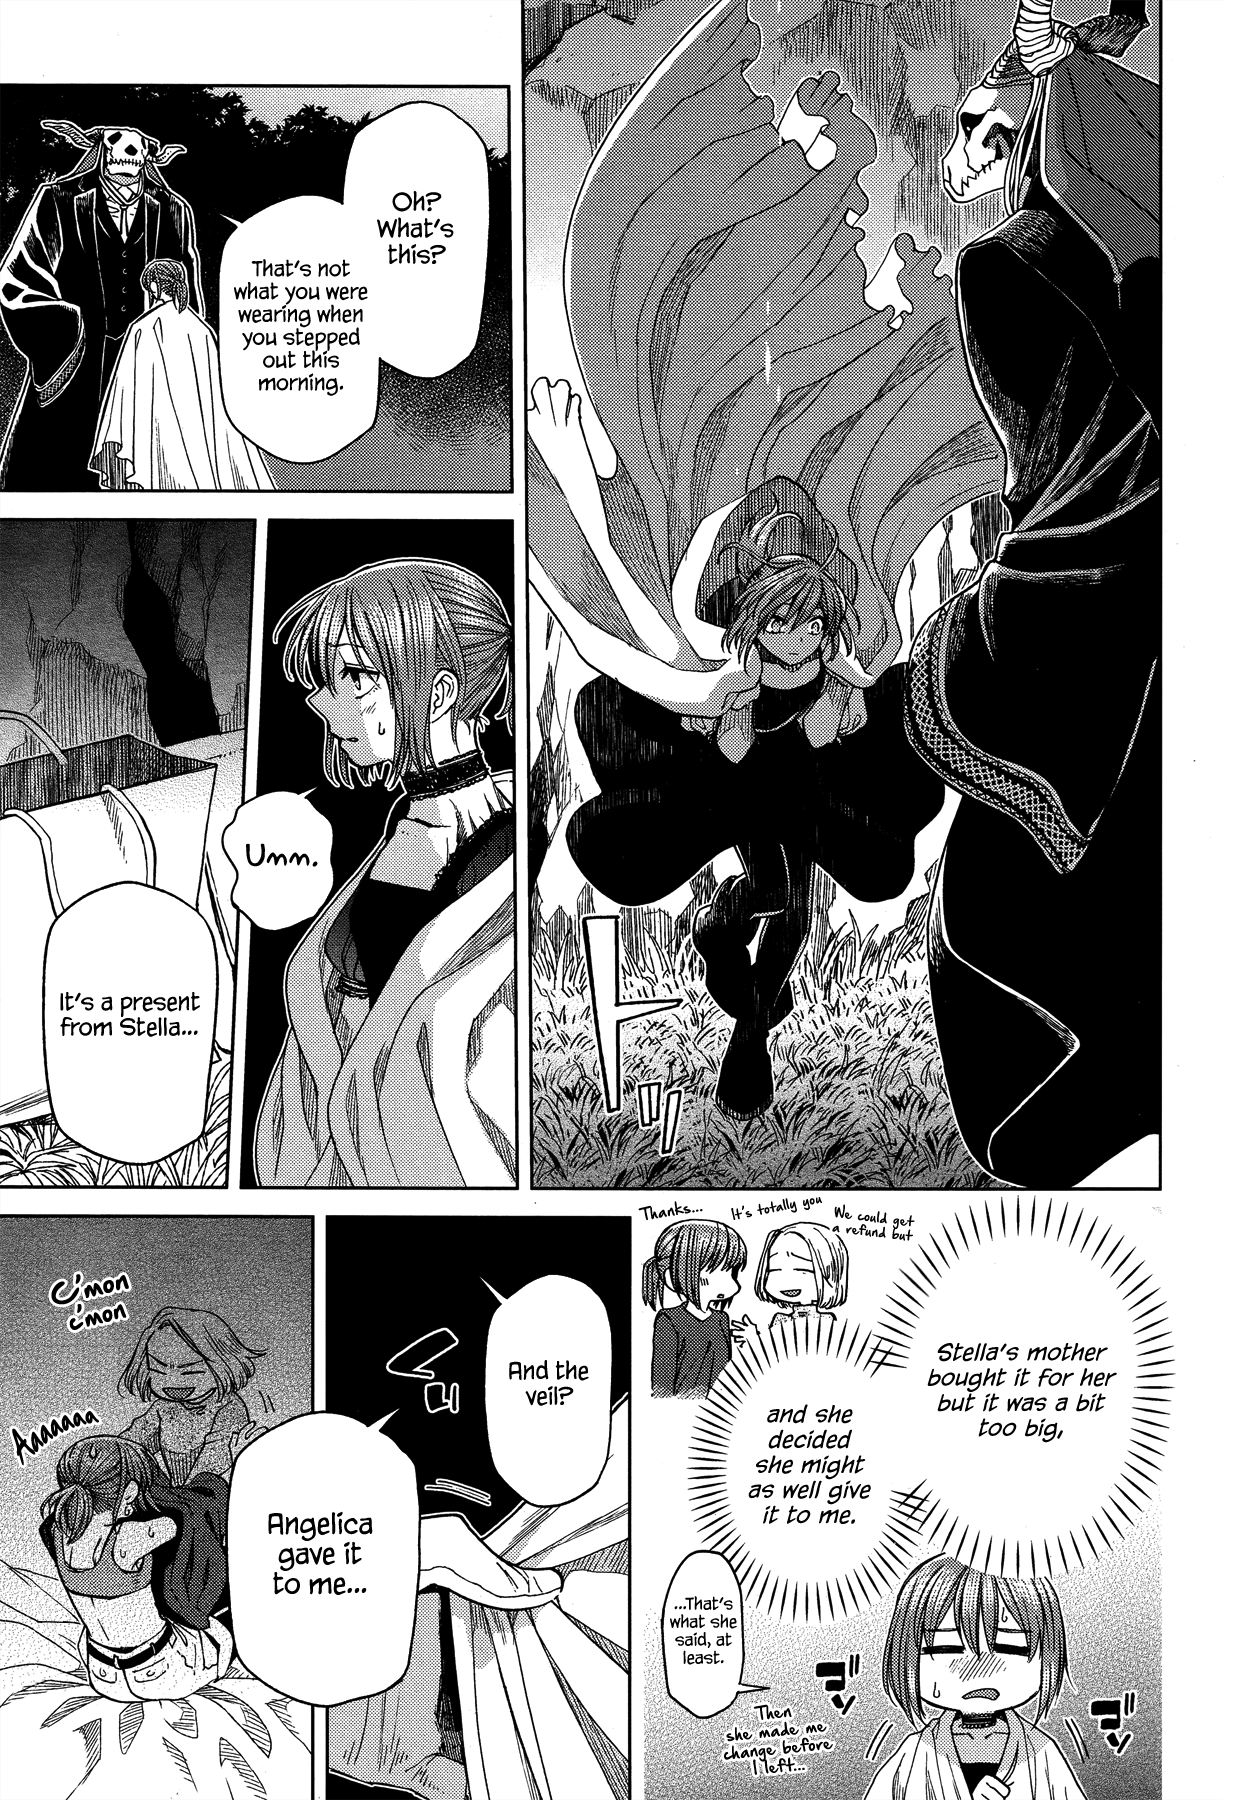 ト
ッ
Oh?
What's
this?
That's not
what you were
wearing when
you stepped
out this
morning.
Umm.
It's a present
from Stella...
Stella's mother
bought it for her
but it was a bit
too big,
and she
decided
she might
as well give
it to me.
We could get
a refund but
It's totally you
Thanks...
...That's
what she
said, at
least.
Then
she made me
change before
I left...
ゴ
ゴ
And the
veil?
Angelica
gave it
to me...
C'mon
c'mon
Aaaaaaa